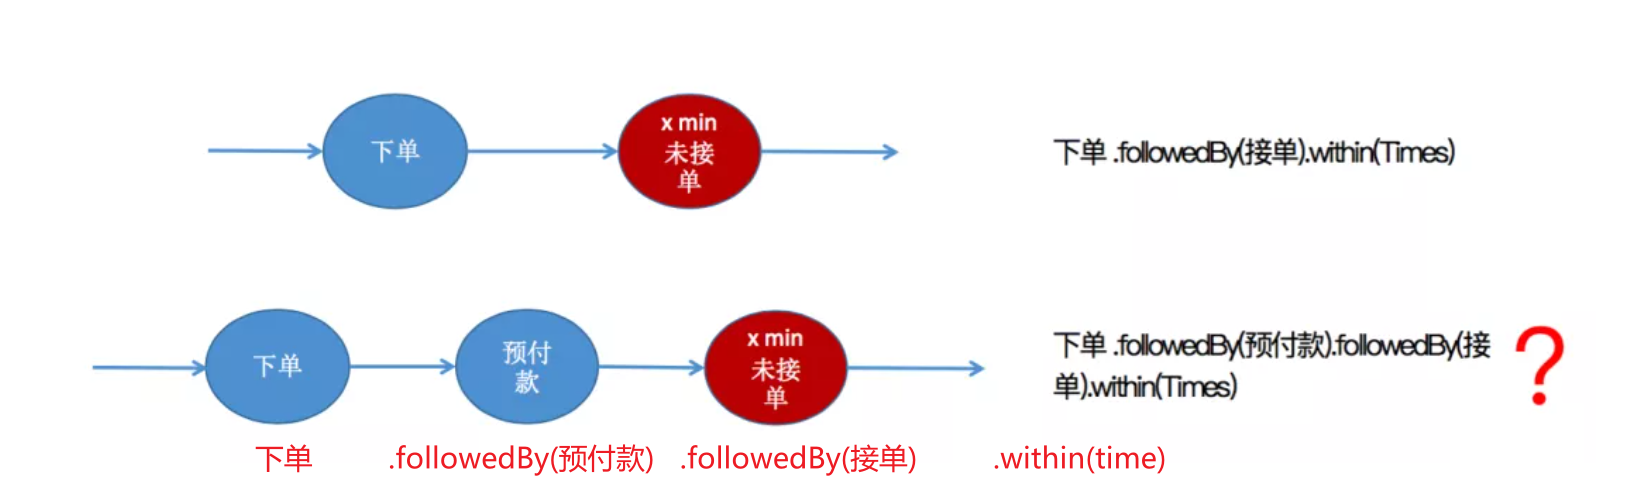 下单
x min
未接
单
下单 .followedBy(接单).within(Times)
下单
预付
款
x min
未接
单
下单 .followedBy(预付款).followedBy(接
单).within(Times)
?
下单 .followedBy(预付款) .followedBy(接单) .within(time)